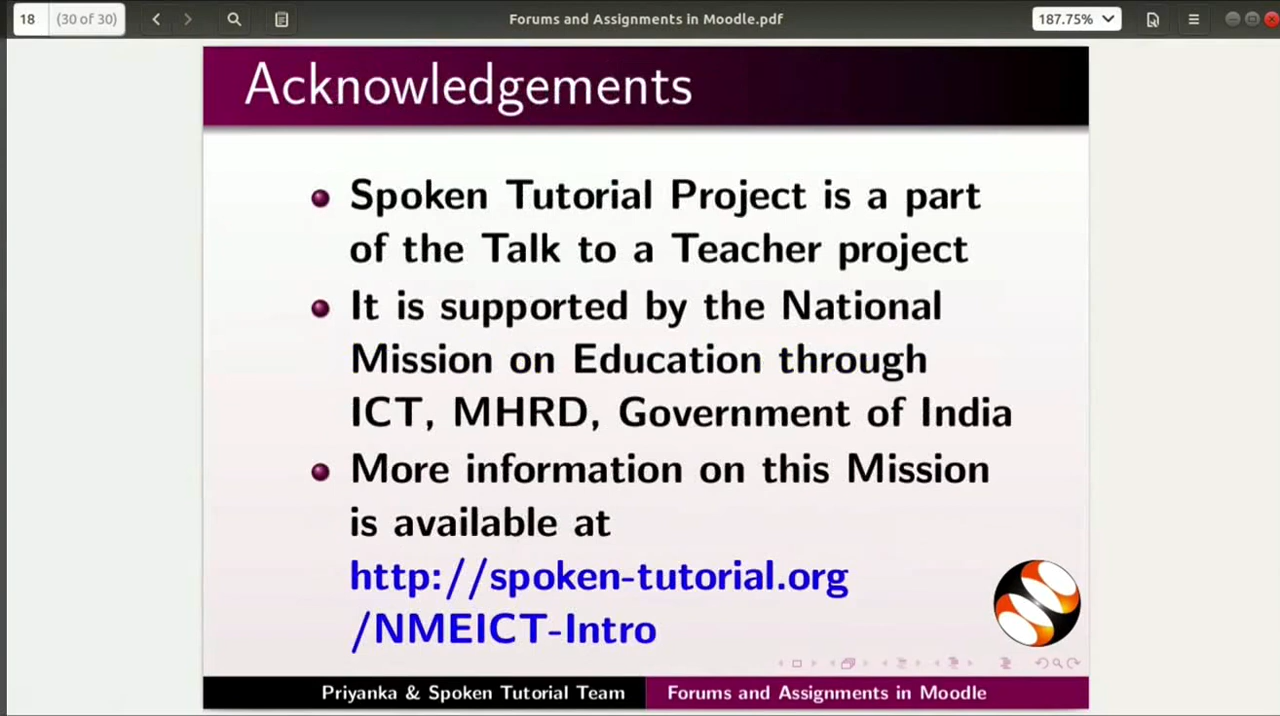 18 (30 of 30) Forums and Assignments in Moodle.pdf 187.75%
Acknowledgements
Spoken Tutorial Project is a part
of the Talk to a Teacher project
It is supported by the National
Mission on Education through
ICT, MHRD, Government of India
More information on this Mission
is available at
http://spoken-tutorial.org
/NMEICT-Intro
Priyanka & Spoken Tutorial Team Forums and Assignments in Moodle